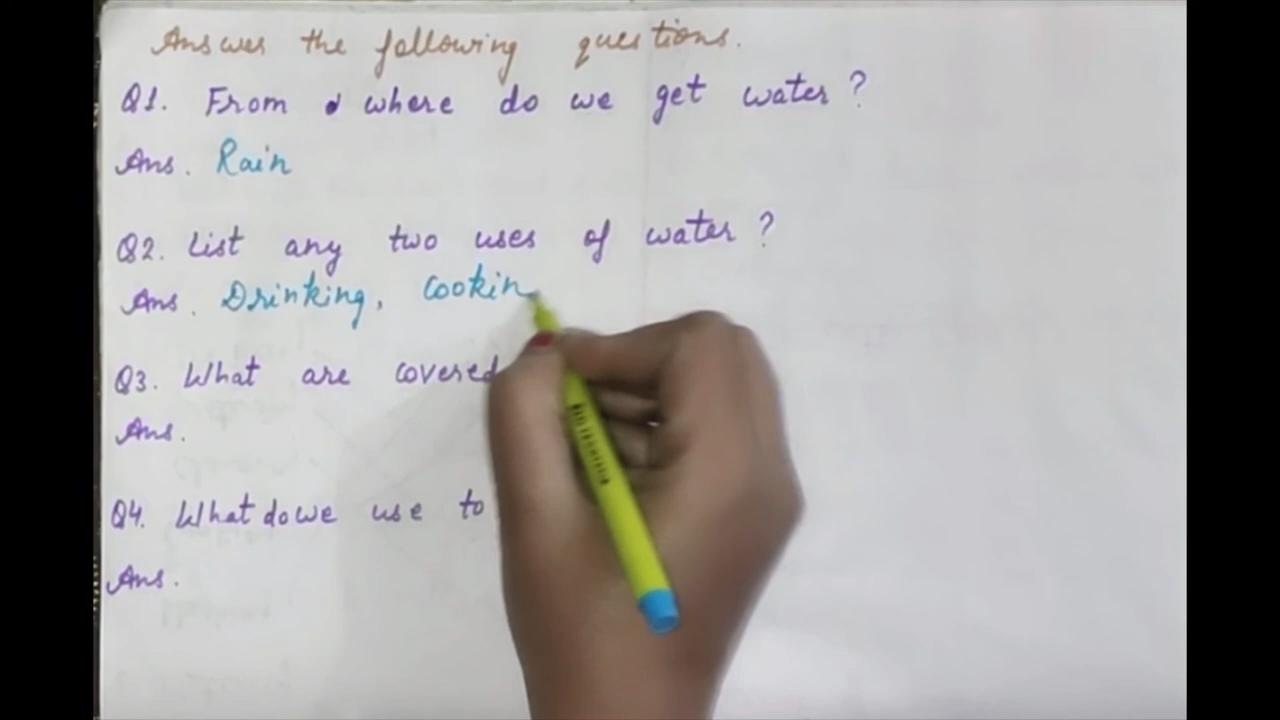 Answer the following questions.
Q1. From where do we get water?
Ans. Rain
Q2. List any two uses of water?
Ans. Drinking, Cookin
Q3. What are covered
Ans.
Q4. What do we use to
Ans.